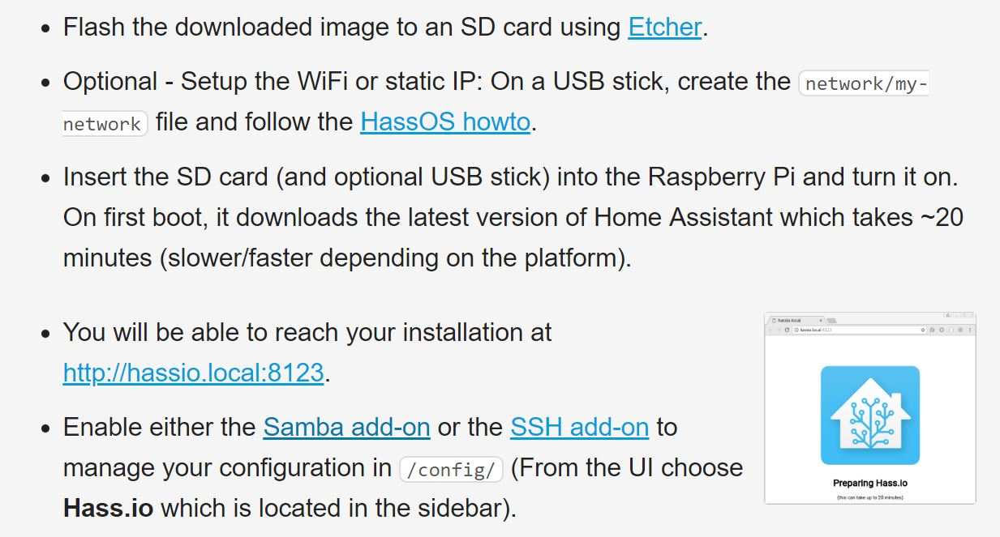 Flash the downloaded image to an SD card using Etcher.
Optional - Setup the WiFi or static IP: On a USB stick, create the network/my-
network file and follow the HassOS howto.
Insert the SD card (and optional USB stick) into the Raspberry Pi and turn it on.
On first boot, it downloads the latest version of Home Assistant which takes ~20
minutes (slower/faster depending on the platform).
You will be able to reach your installation at
http://hassio.local:8123.
Enable either the Samba add-on or the SSH add-on to
manage your configuration in /config/ (From the UI choose
Hass.io which is located in the sidebar).
hassio.local
hassio.local:8123
Preparing Hass.io
(this can take up to 20 minutes)